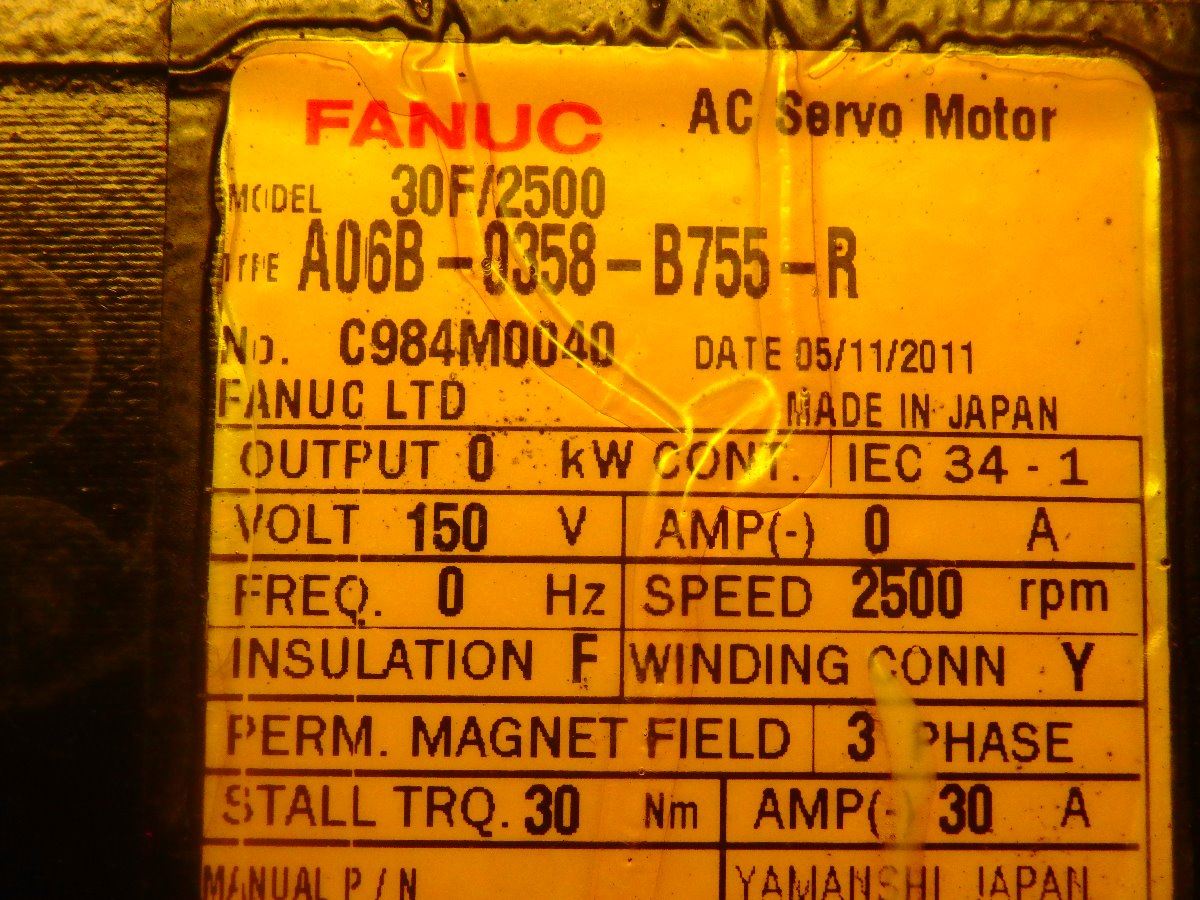 FANUC AC Servo Motor
MODEL 30F/2500
TYPE A06B-0358-B755-R
No. C984M0040 DATE 05/11/2011
FANUC LTD MADE IN JAPAN
OUTPUT 0 kW CONT. IEC 34-1
VOLT 150 V AMP(~) 0 A
FREQ. 0 Hz SPEED 2500 rpm
INSULATION F WINDING CONN Y
PERM. MAGNET FIELD 3 PHASE
STALL TRQ. 30 Nm AMP(~ 30 A
MANUAL P/N YAMANSHI JAPAN